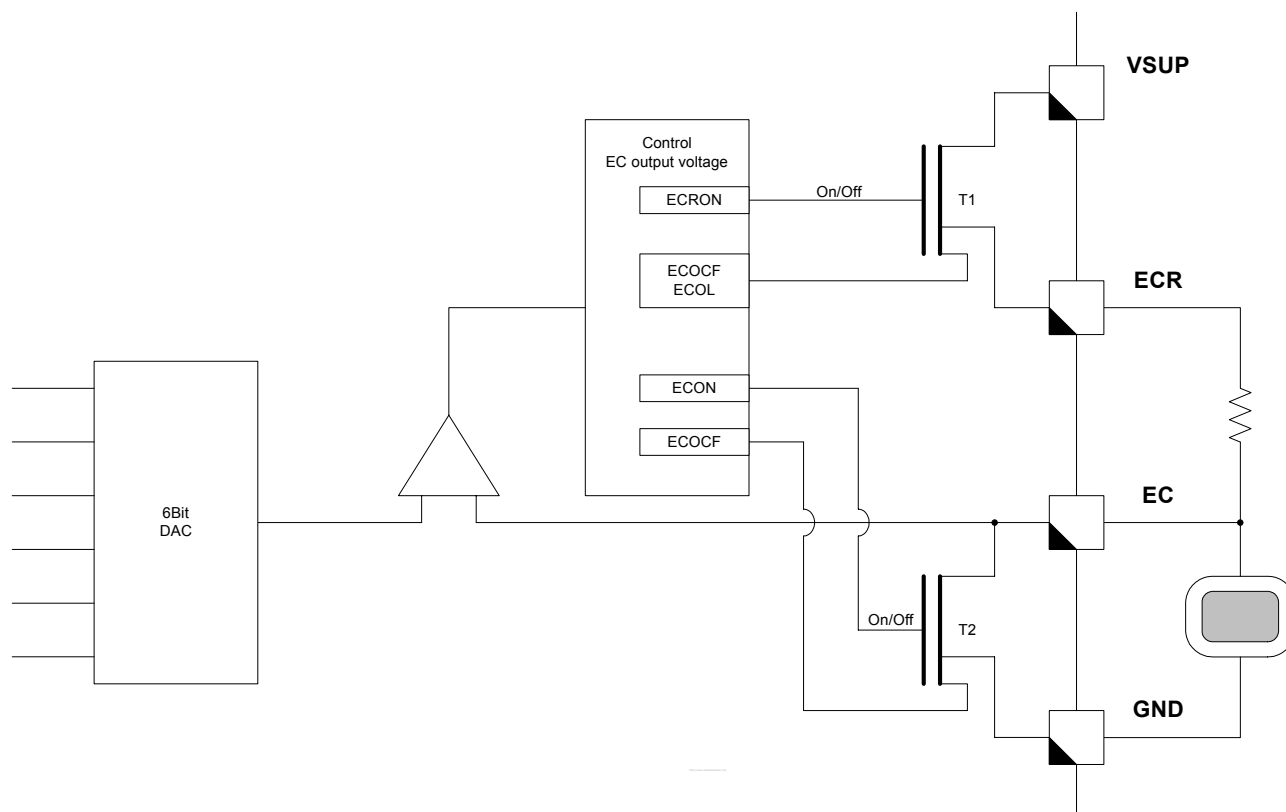 VSUP
Control
EC output voltage
ECRON
On/Off
T1
ECOCF
ECOL
ECR
ECON
ECOCF
EC
6Bit
DAC
On/Off
T2
GND